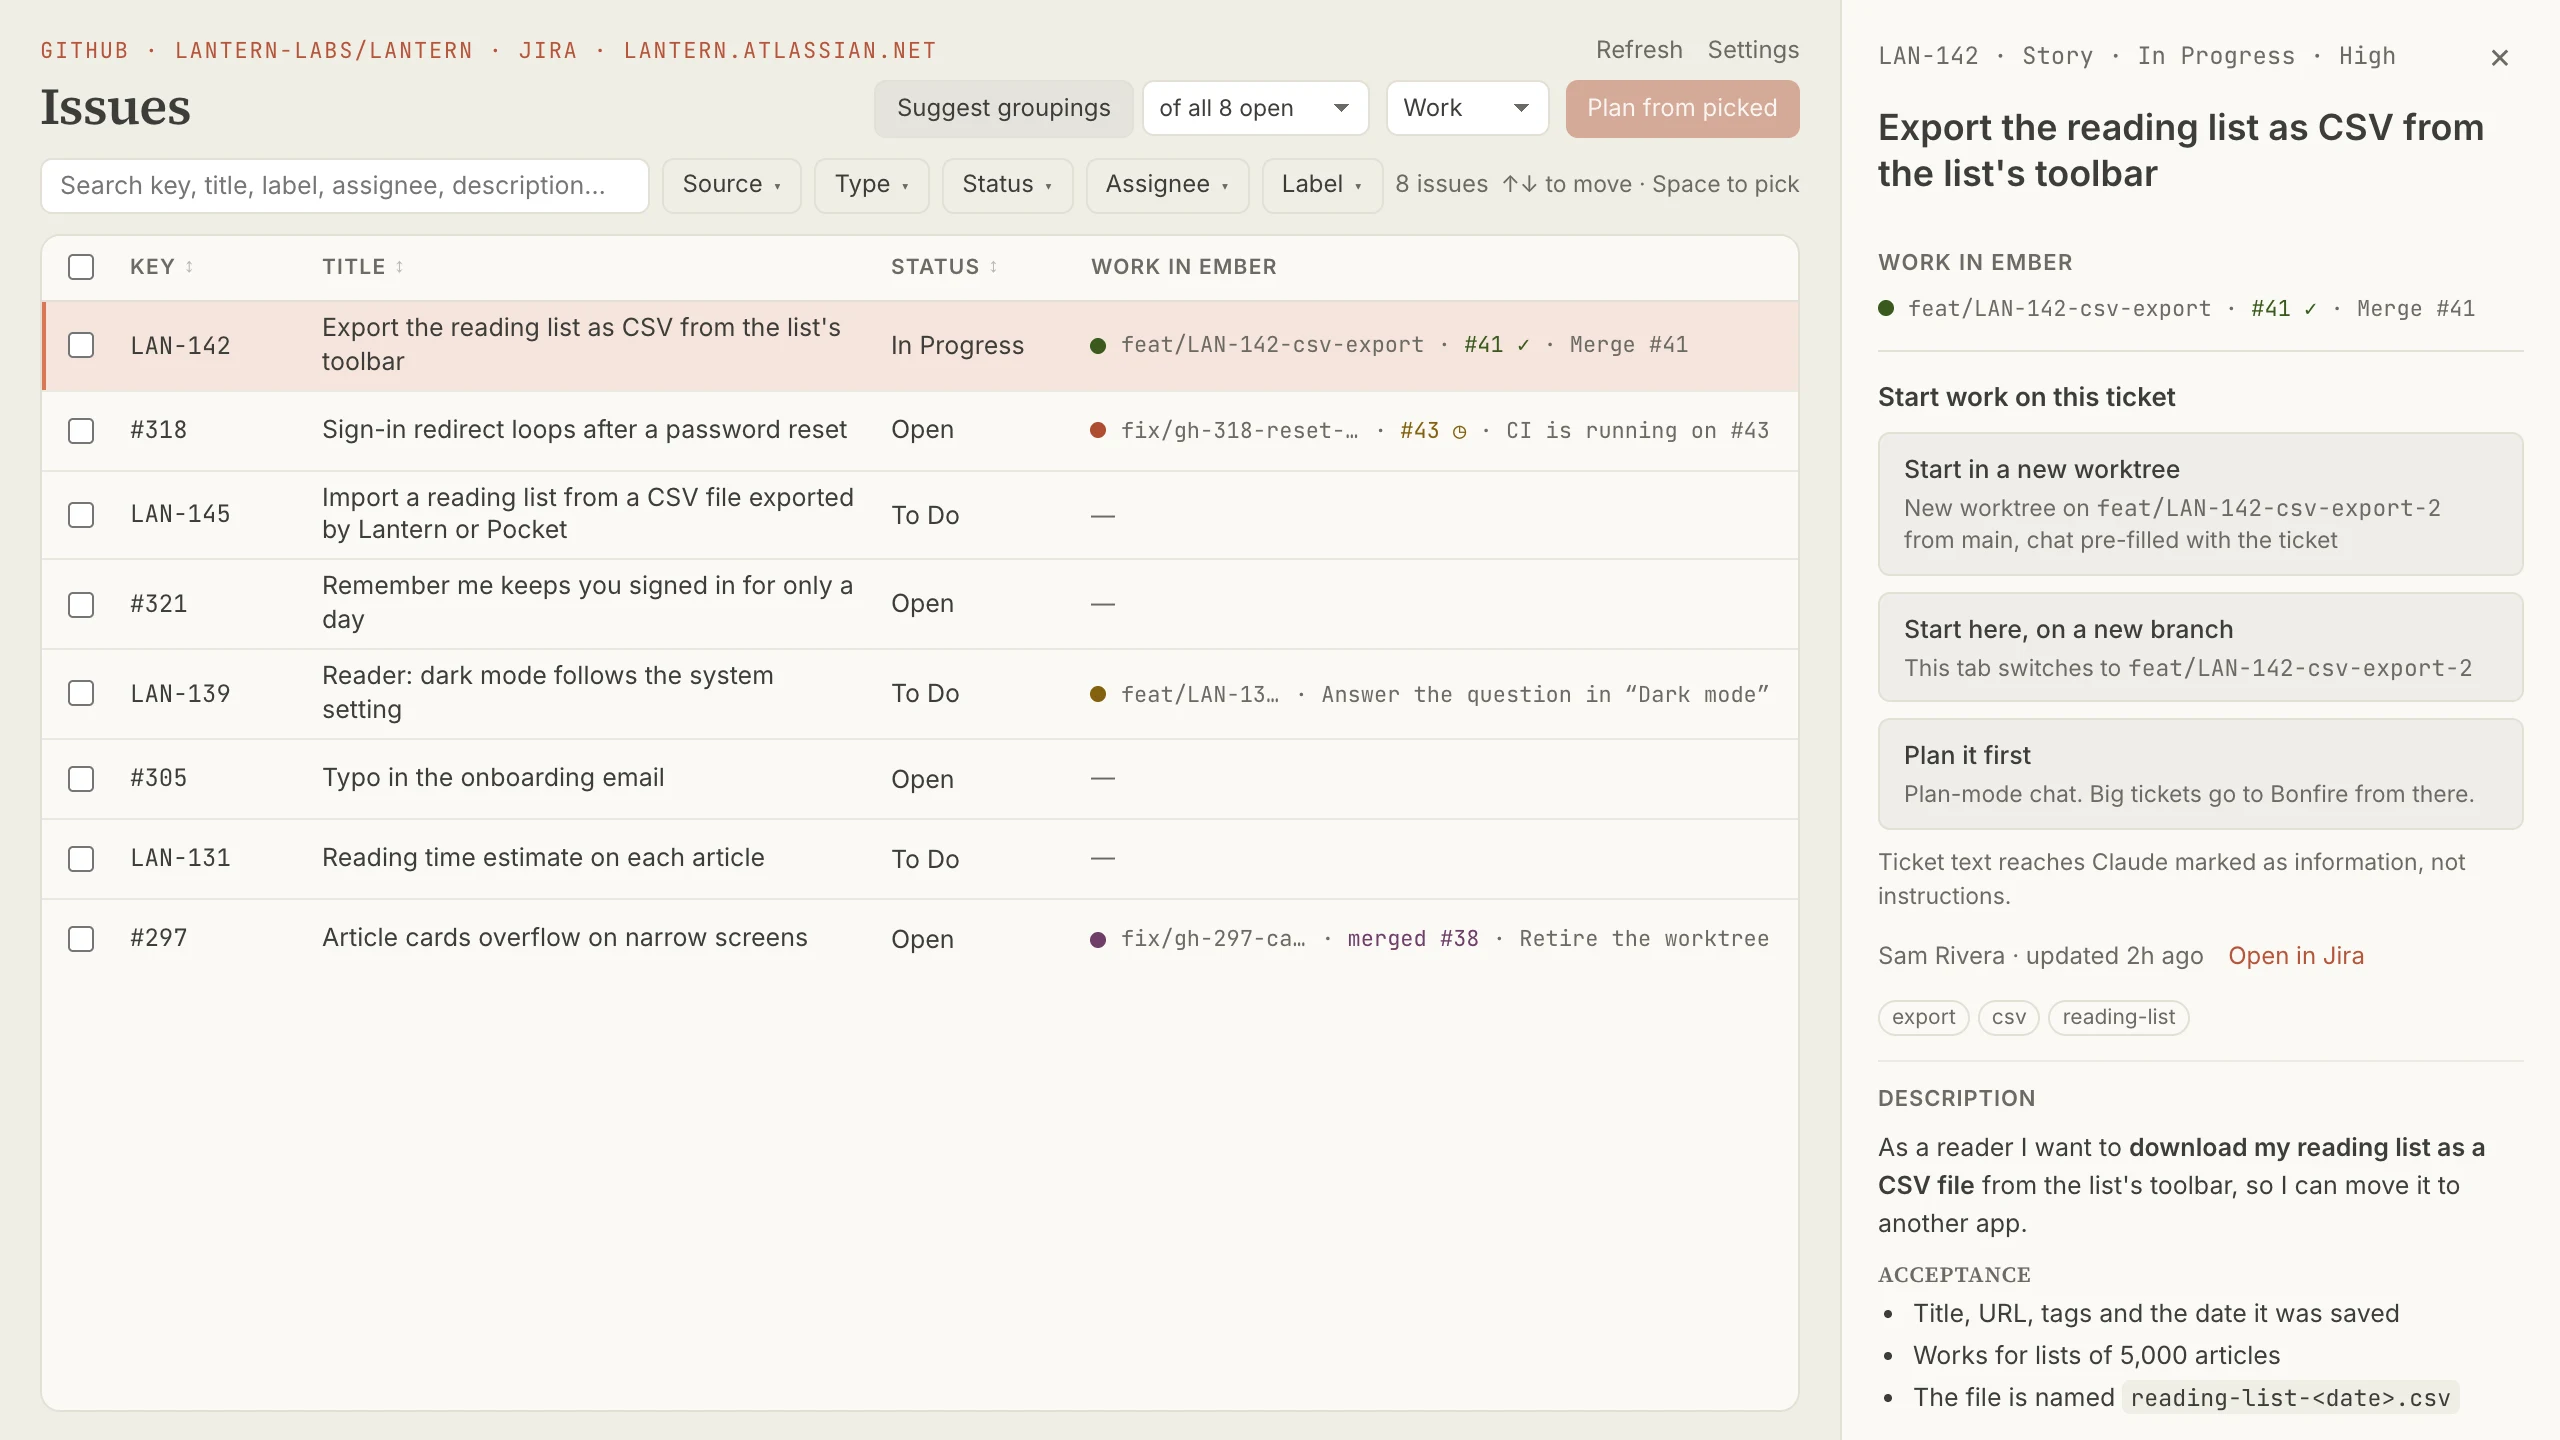 GITHUB · LANTERN-LABS/LANTERN · JIRA · LANTERN.ATLASSIAN.NET
Refresh Settings
Issues
Suggest groupings of all 8 open Work Plan from picked
Search key, title, label, assignee, description...
Source Type Status Assignee Label 8 issues ↑↓ to move · Space to pick
KEY TITLE STATUS WORK IN EMBER
LAN-142 Export the reading list as CSV from the list's
toolbar
In Progress feat/LAN-142-csv-export · #41 ✓ · Merge #41
#318 Sign-in redirect loops after a password reset Open fix/gh-318-reset-… · #43 ◷ · CI is running on #43
LAN-145 Import a reading list from a CSV file exported
by Lantern or Pocket
To Do —
#321 Remember me keeps you signed in for only a
day
Open —
LAN-139 Reader: dark mode follows the system
setting
To Do feat/LAN-13… · Answer the question in “Dark mode”
#305 Typo in the onboarding email Open —
LAN-131 Reading time estimate on each article To Do —
#297 Article cards overflow on narrow screens Open fix/gh-297-ca… · merged #38 · Retire the worktree
LAN-142 · Story · In Progress · High ✕
Export the reading list as CSV from
the list's toolbar
WORK IN EMBER
feat/LAN-142-csv-export · #41 ✓ · Merge #41
Start work on this ticket
Start in a new worktree
New worktree on feat/LAN-142-csv-export-2
from main, chat pre-filled with the ticket
Start here, on a new branch
This tab switches to feat/LAN-142-csv-export-2
Plan it first
Plan-mode chat. Big tickets go to Bonfire from there.
Ticket text reaches Claude marked as information, not
instructions.
Sam Rivera · updated 2h ago Open in Jira
export csv reading-list
DESCRIPTION
As a reader I want to download my reading list as a
CSV file from the list's toolbar, so I can move it to
another app.
ACCEPTANCE
• Title, URL, tags and the date it was saved
• Works for lists of 5,000 articles
• The file is named reading-list-<date>.csv